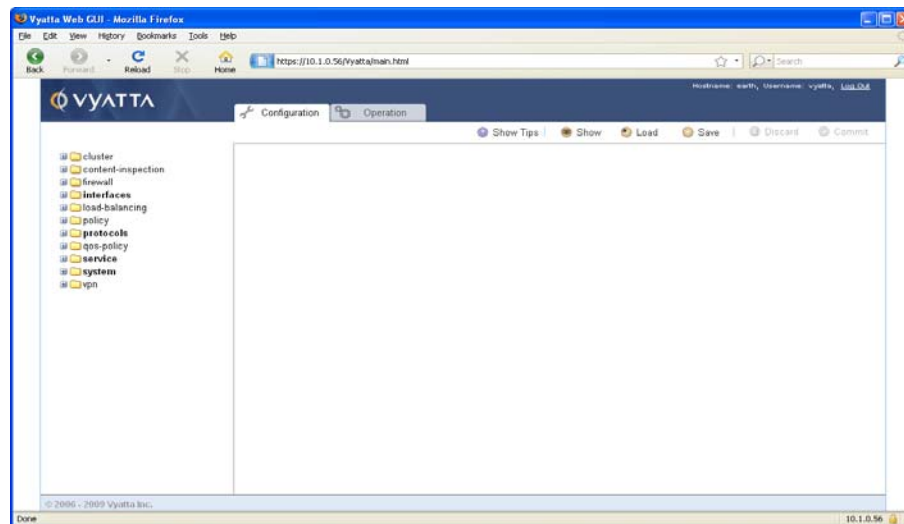 Vyatta Web GUI - Mozilla Firefox
File Edit View History Bookmarks Tools Help
Back Forward Reload Stop Home https://10.1.0.56/Vyatta/main.html Search
Hostname: earth, Username: vyatta, Log Out
VYATTA
Configuration Operation
Show Tips Show Load Save Discard Commit
cluster
content-inspection
firewall
interfaces
load-balancing
policy
protocols
qos-policy
service
system
vpn
© 2006 - 2009 Vyatta Inc.
Done 10.1.0.56